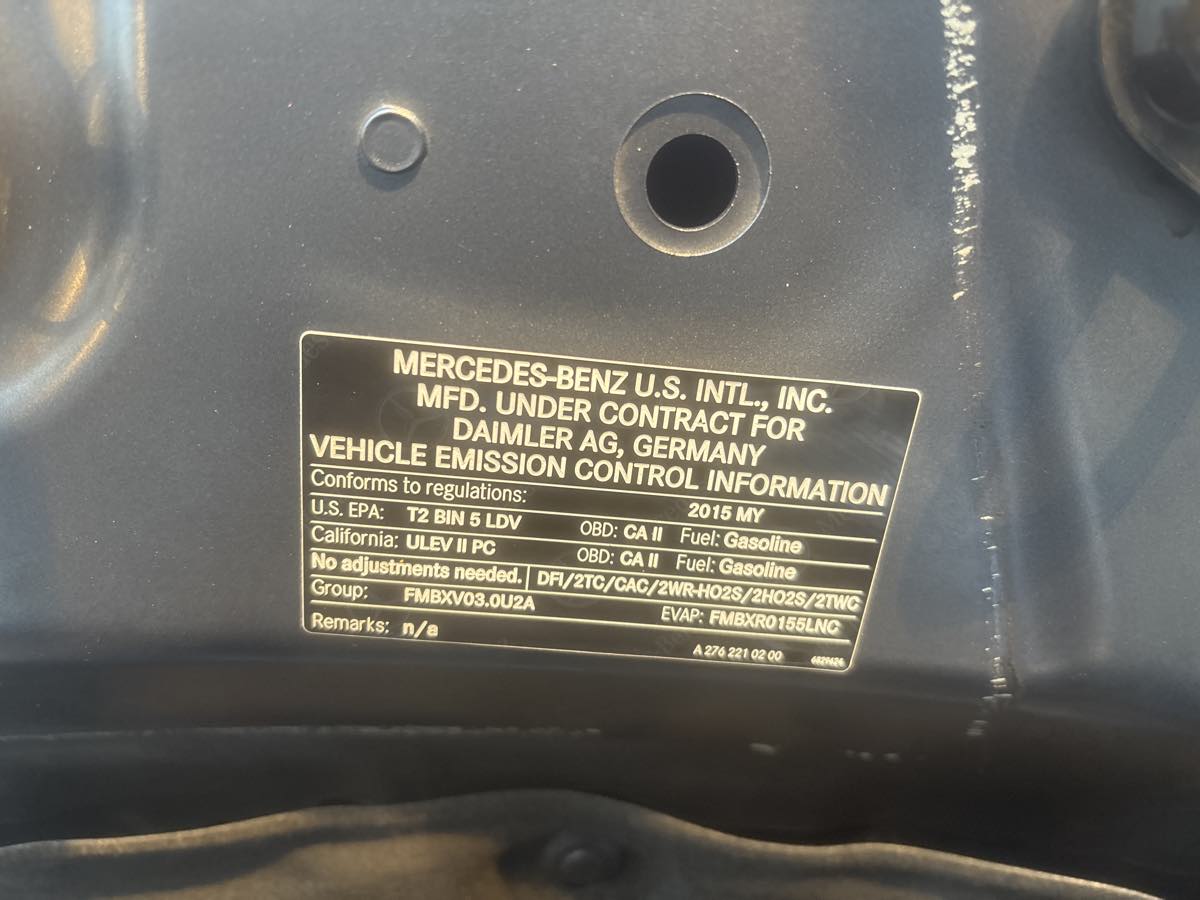 MERCEDES-BENZ U.S. INTL., INC.
MFD. UNDER CONTRACT FOR
DAIMLER AG, GERMANY
VEHICLE EMISSION CONTROL INFORMATION
Conforms to regulations: 2015 MY
U.S. EPA: T2 BIN 5 LDV OBD: CA II Fuel: Gasoline
California: ULEV II PC OBD: CA II Fuel: Gasoline
No adjustments needed. DFI/2TC/CAC/2WR-HO2S/2HO2S/2TWC
Group: FMBXV03.0U2A EVAP: FMBXR0155LNC
Remarks: n/a
A 276 221 02 00 6829624